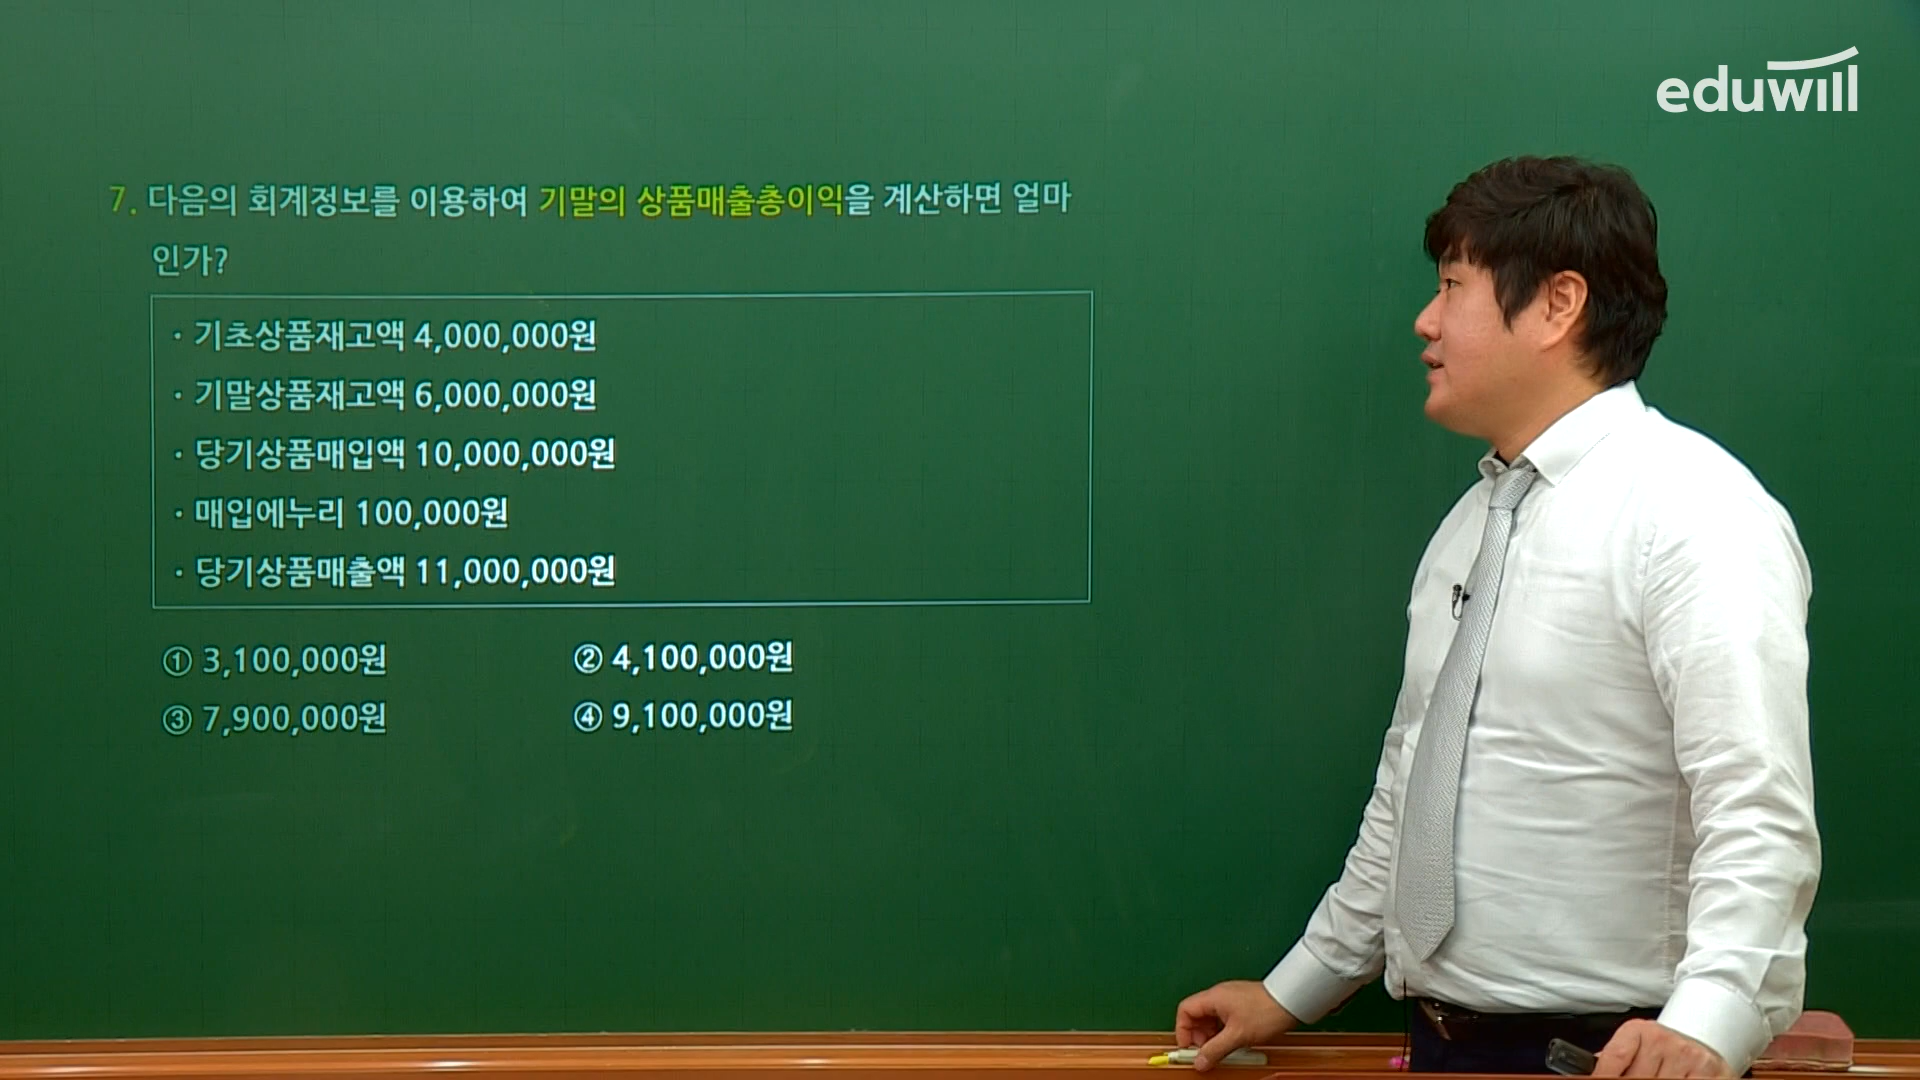 eduwill
7. 다음의 회계정보를 이용하여 기말의 상품매출총이익을 계산하면 얼마
인가?
· 기초상품재고액 4,000,000원
· 기말상품재고액 6,000,000원
· 당기상품매입액 10,000,000원
· 매입에누리 100,000원
· 당기상품매출액 11,000,000원
① 3,100,000원 ② 4,100,000원
③ 7,900,000원 ④ 9,100,000원